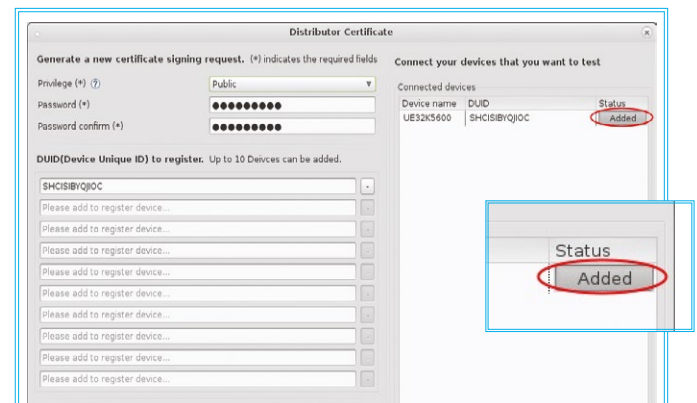 Distributor Certificate
Generate a new certificate signing request. (*) indicates the required fields
Privilege (*) (?) Public
Password (*) ●●●●●●●●●
Password confirm (*) ●●●●●●●●●
DUID(Device Unique ID) to register. Up to 10 Deivces can be added.
SHCISIBYQJIOC
Please add to register device...
Please add to register device...
Please add to register device...
Please add to register device...
Please add to register device...
Please add to register device...
Please add to register device...
Please add to register device...
Please add to register device...
Connect your devices that you want to test
Connected devices
Device name DUID Status
UE32K5600 SHCISIBYQJIOC Added
Status
Added